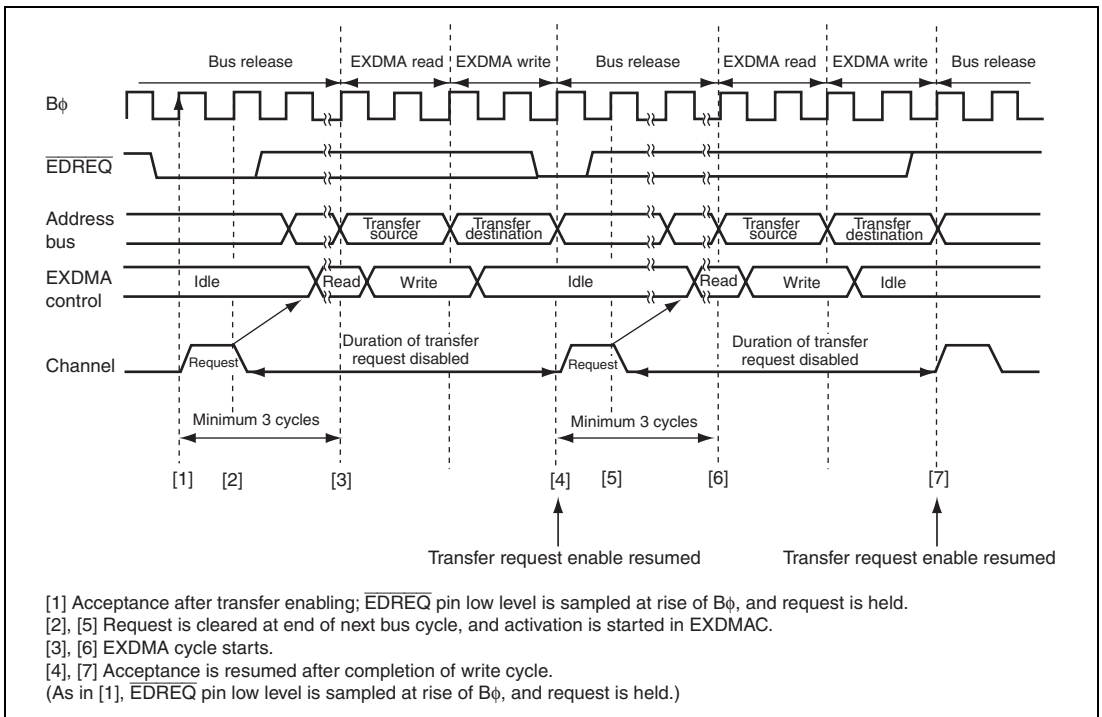 Bus release EXDMA read EXDMA write Bus release EXDMA read EXDMA write Bus release
Bϕ
EDREQ
Address bus
Transfer source
Transfer destination
Transfer source
Transfer destination
EXDMA control
Idle Read Write Idle Read Write Idle
Channel
Request
Duration of transfer request disabled
Request
Duration of transfer request disabled
Minimum 3 cycles
Minimum 3 cycles
[1] [2] [3] [4] [5] [6] [7]
Transfer request enable resumed
Transfer request enable resumed
[1] Acceptance after transfer enabling; EDREQ pin low level is sampled at rise of Bϕ, and request is held.
[2], [5] Request is cleared at end of next bus cycle, and activation is started in EXDMAC.
[3], [6] EXDMA cycle starts.
[4], [7] Acceptance is resumed after completion of write cycle.
(As in [1], EDREQ pin low level is sampled at rise of Bϕ, and request is held.)